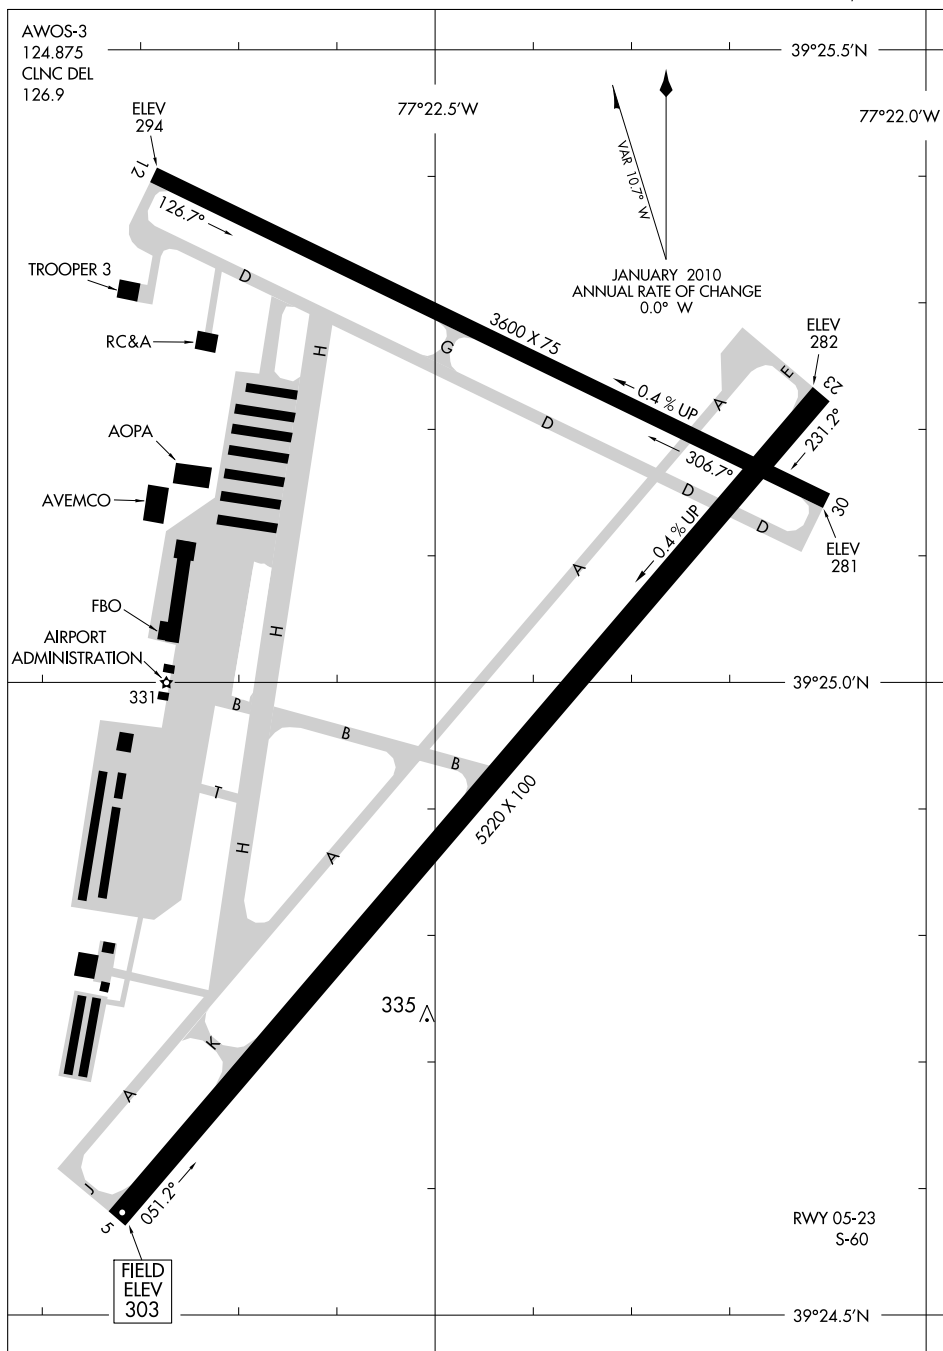 AWOS-3
124.875
CLNC DEL
126.9
39°25.5'N
77°22.5'W
77°22.0'W
ELEV
294
12
126.7°
VAR 10.7° W
JANUARY 2010
ANNUAL RATE OF CHANGE
0.0° W
TROOPER 3
D
RC&A
H
3600 X 75
G
ELEV
282
E
23
A
0.4 % UP
231.2°
D
306.7°
AOPA
AVEMCO
D
30
D
0.4 % UP
ELEV
281
A
FBO
H
AIRPORT
ADMINISTRATION
331
39°25.0'N
B
B
B
T
5220 X 100
H
A
335
K
A
J
051.2°
5
RWY 05-23
S-60
FIELD
ELEV
303
39°24.5'N